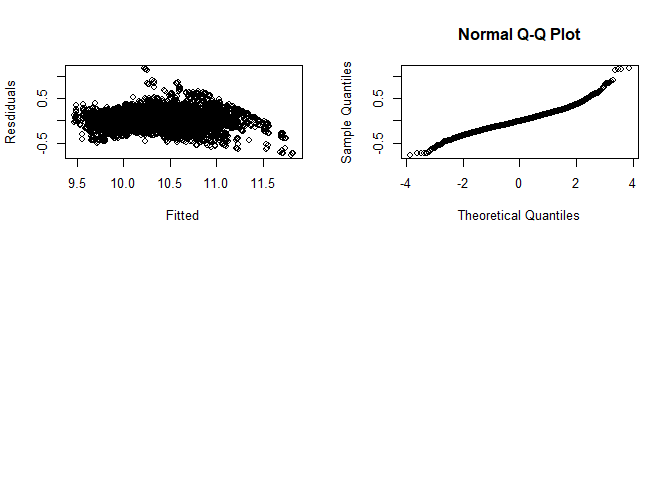 Resdiduals
-0.5 0.5
9.5 10.0 10.5 11.0 11.5
Fitted
Normal Q-Q Plot
Sample Quantiles
-0.5 0.5
-4 -2 0 2 4
Theoretical Quantiles